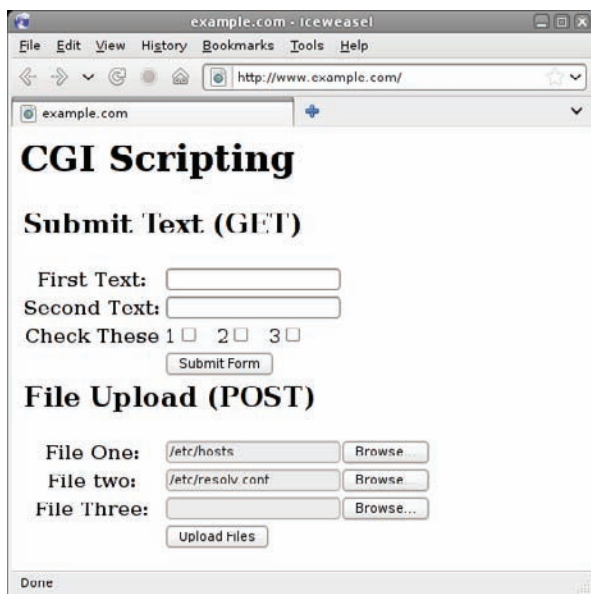 example.com - Iceweasel
File Edit View History Bookmarks Tools Help
http://www.example.com/
example.com
CGI Scripting
Submit Text (GET)
First Text:
Second Text:
Check These 1 2 3
Submit Form
File Upload (POST)
File One: /etc/hosts Browse...
File two: /etc/resolv.conf Browse...
File Three: Browse...
Upload Files
Done